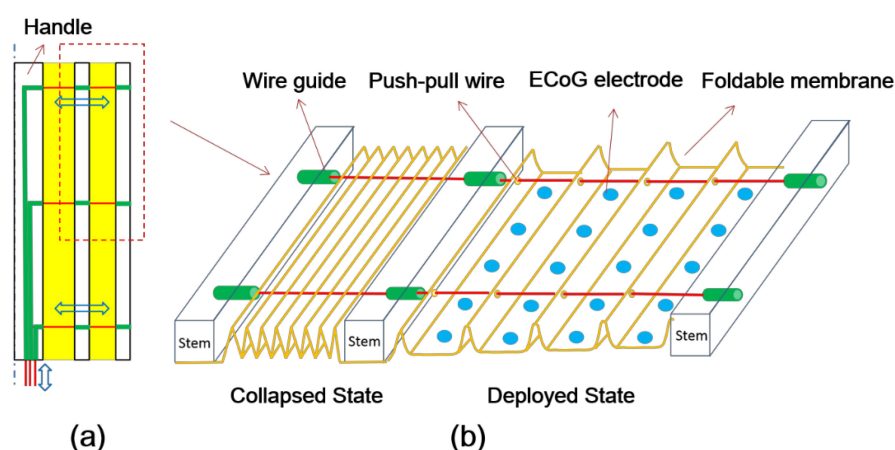 Handle
Wire guide
Push-pull wire
ECoG electrode
Foldable membrane
Stem
Stem
Stem
Collapsed State
Deployed State
(a)
(b)